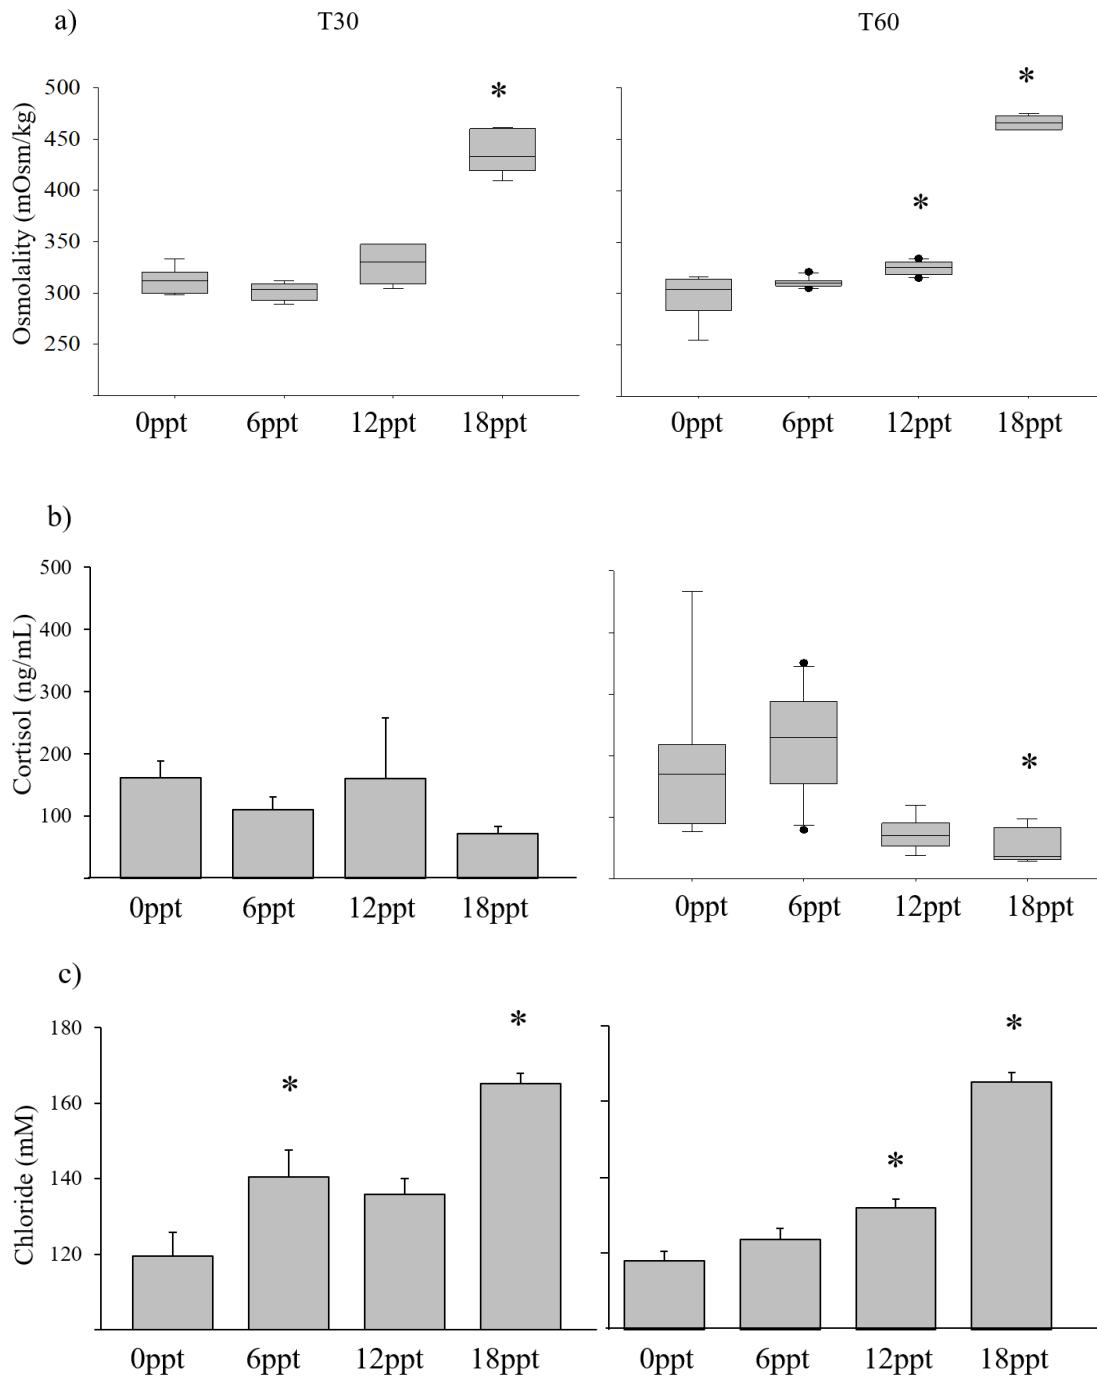 a)
T30
T60
Osmolality (mOsm/kg)
500
450
400
350
300
250
*
*
*
0ppt 6ppt 12ppt 18ppt
0ppt 6ppt 12ppt 18ppt
b)
Cortisol (ng/mL)
500
400
300
200
100
*
0ppt 6ppt 12ppt 18ppt
0ppt 6ppt 12ppt 18ppt
c)
Chloride (mM)
180
160
140
120
*
*
*
*
0ppt 6ppt 12ppt 18ppt
0ppt 6ppt 12ppt 18ppt